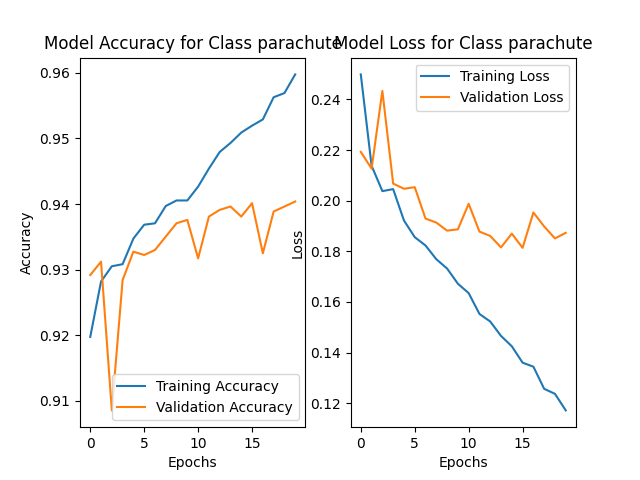 Model Accuracy for Class parachute
0.96
0.95
0.94
0.93
0.92
0.91
Accuracy
0 5 10 15
Epochs
Training Accuracy
Validation Accuracy
Model Loss for Class parachute
0.24
0.22
0.20
0.18
0.16
0.14
0.12
Loss
0 5 10 15
Epochs
Training Loss
Validation Loss